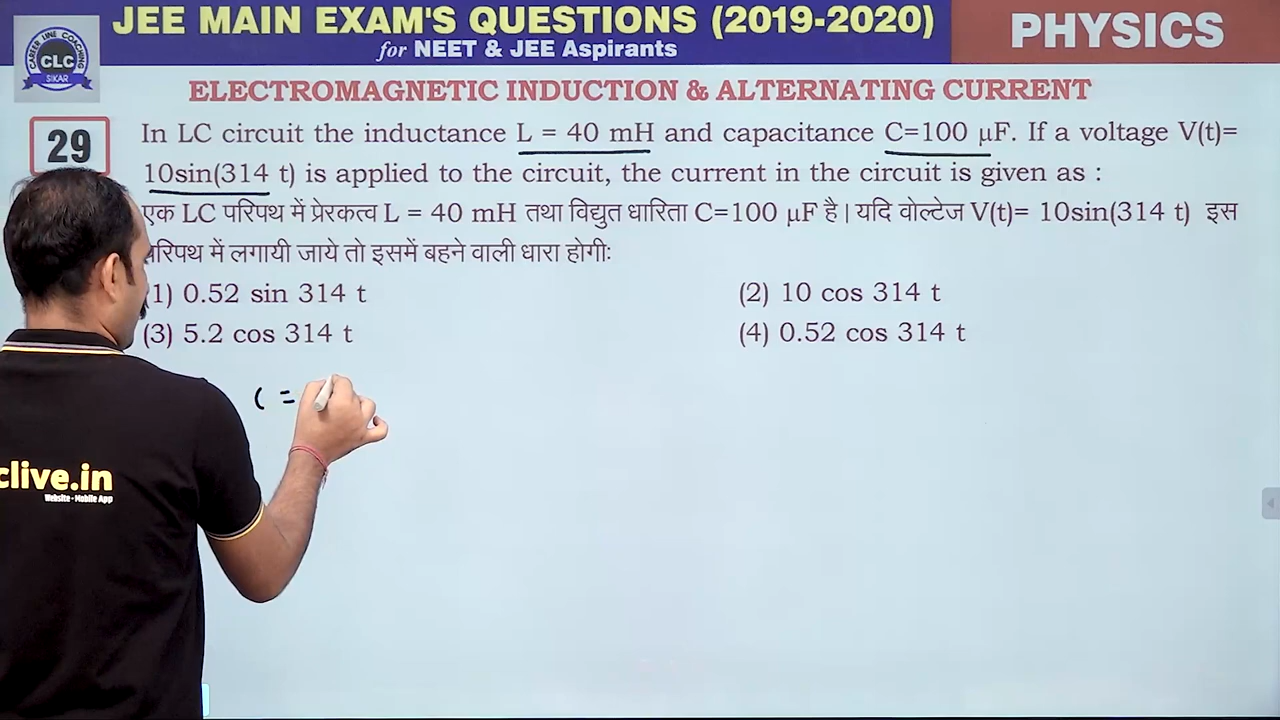 JEE MAIN EXAM'S QUESTIONS (2019-2020)
for NEET & JEE Aspirants
PHYSICS
CAREER LINE COACHING
CLC
SIKAR
ELECTROMAGNETIC INDUCTION & ALTERNATING CURRENT
29
In LC circuit the inductance L = 40 mH and capacitance C=100 μF. If a voltage V(t)=
10sin(314 t) is applied to the circuit, the current in the circuit is given as :
एक LC परिपथ में प्रेरकत्व L = 40 mH तथा विद्युत धारिता C=100 μF है। यदि वोल्टेज V(t)= 10sin(314 t) इस
परिपथ में लगायी जाये तो इसमें बहने वाली धारा होगीः
1) 0.52 sin 314 t
(2) 10 cos 314 t
(3) 5.2 cos 314 t
(4) 0.52 cos 314 t
=
clive.in
Website - Mobile App